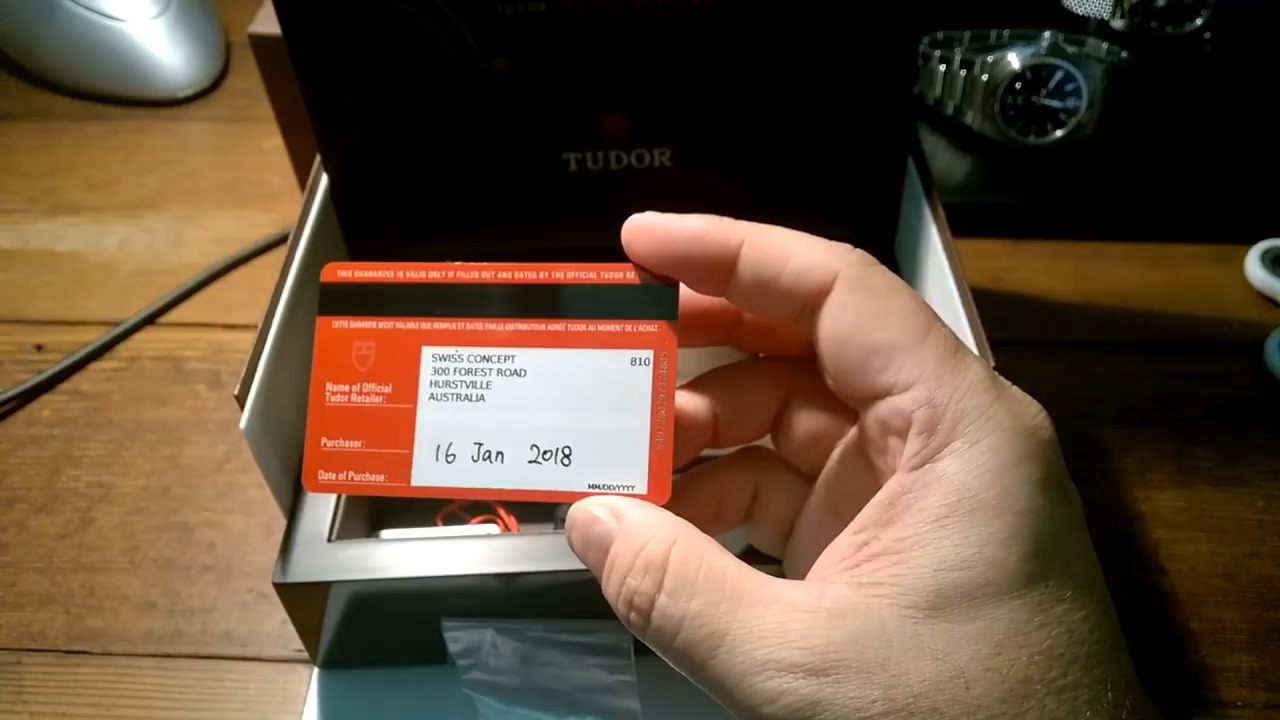 TUDOR
TUDOR
THIS GUARANTEE IS VALID ONLY IF FILLED OUT AND DATED BY THE OFFICIAL TUDOR
CETTE GARANTIE N'EST VALABLE QUE REMPLIE ET DATÉE PAR LE DISTRIBUTEUR AGRÉÉ TUDOR AU MOMENT DE L'ACHAT
SWISS CONCEPT 810
300 FOREST ROAD
HURSTVILLE
AUSTRALIA
Name of Official
Tudor Retailer:
Purchaser:
16 Jan 2018
Date of Purchase:
MM/DD/YYYY